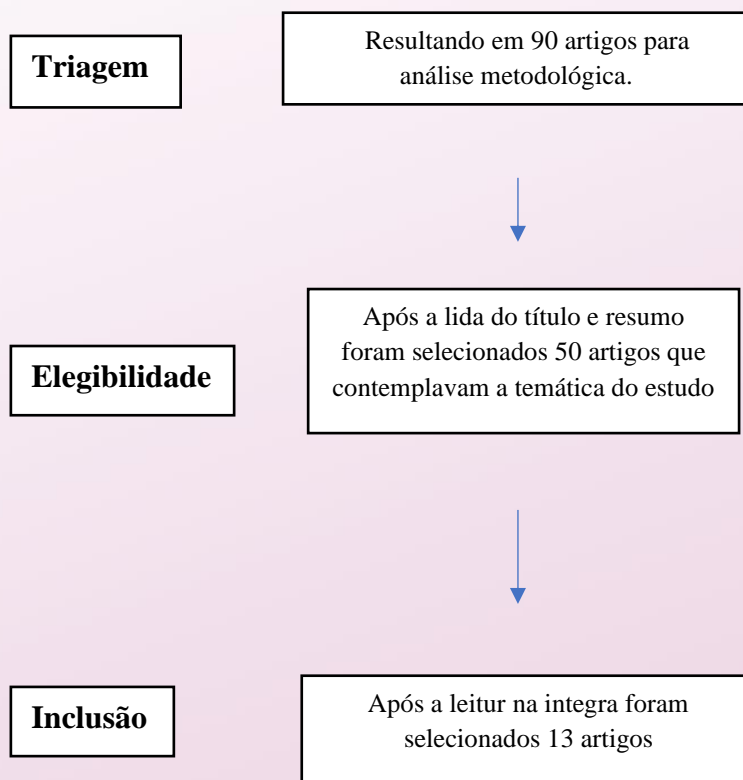 Triagem
Resultando em 90 artigos para
análise metodológica.
Elegibilidade
Após a lida do título e resumo
foram selecionados 50 artigos que
contemplavam a temática do estudo
Inclusão
Após a leitur na integra foram
selecionados 13 artigos